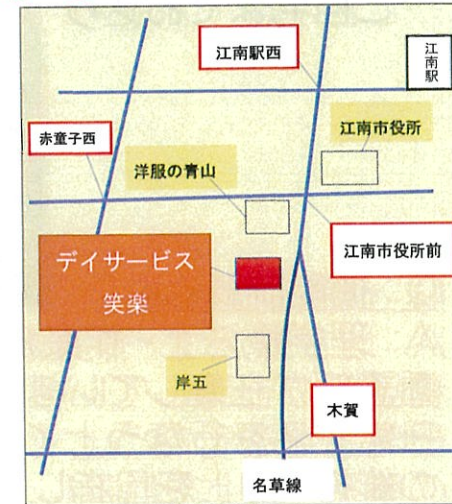 江南駅西
江南駅
江南市役所
赤童子西
洋服の青山
江南市役所前
デイサービス
笑楽
岸五
木賀
名草線